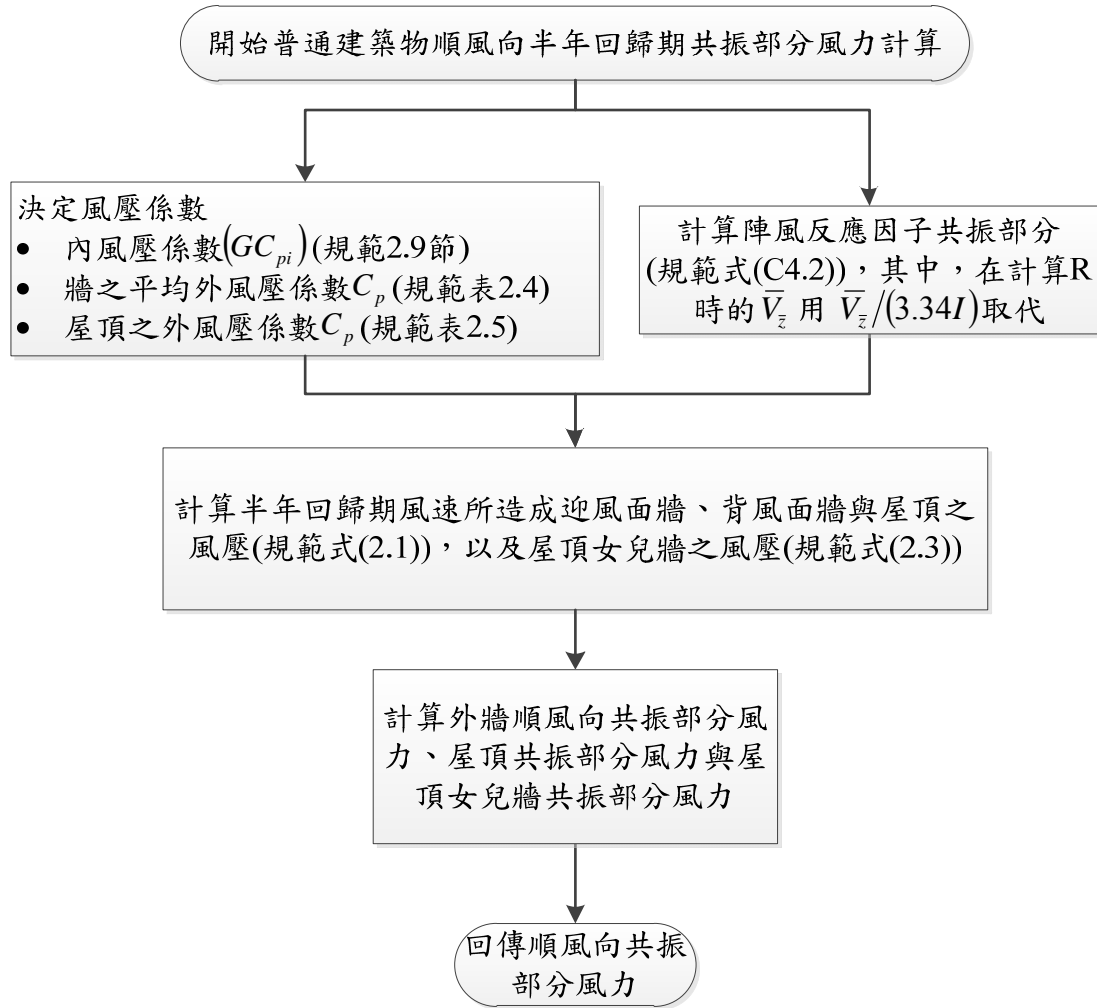 開始普通建築物順風向半年回歸期共振部分風力計算
決定風壓係數
• 內風壓係數(GC_{pi})(規範2.9節)
• 牆之平均外風壓係數C_p(規範表2.4)
• 屋頂之外風壓係數C_p(規範表2.5)
計算陣風反應因子共振部分
(規範式(C4.2))，其中，在計算R
時的 \overline{V}_{\overline{z}} 用 \overline{V}_{\overline{z}}/(3.34I)取代
計算半年回歸期風速所造成迎風面牆、背風面牆與屋頂之
風壓(規範式(2.1))，以及屋頂女兒牆之風壓(規範式(2.3))
計算外牆順風向共振部分風
力、屋頂共振部分風力與屋
頂女兒牆共振部分風力
回傳順風向共振
部分風力